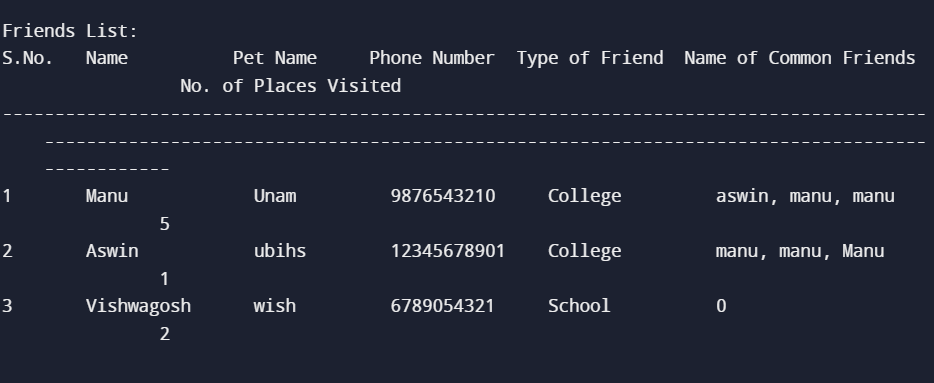 Friends List:
S.No.   Name          Pet Name     Phone Number  Type of Friend  Name of Common Friends
                 No. of Places Visited
----------------------------------------------------------------------------------------
    ------------------------------------------------------------------------------------
    ------------
1       Manu            Unam         9876543210     College         aswin, manu, manu
               5
2       Aswin           ubihs        12345678901    College         manu, manu, Manu
               1
3       Vishwagosh      wish         6789054321     School          0
               2